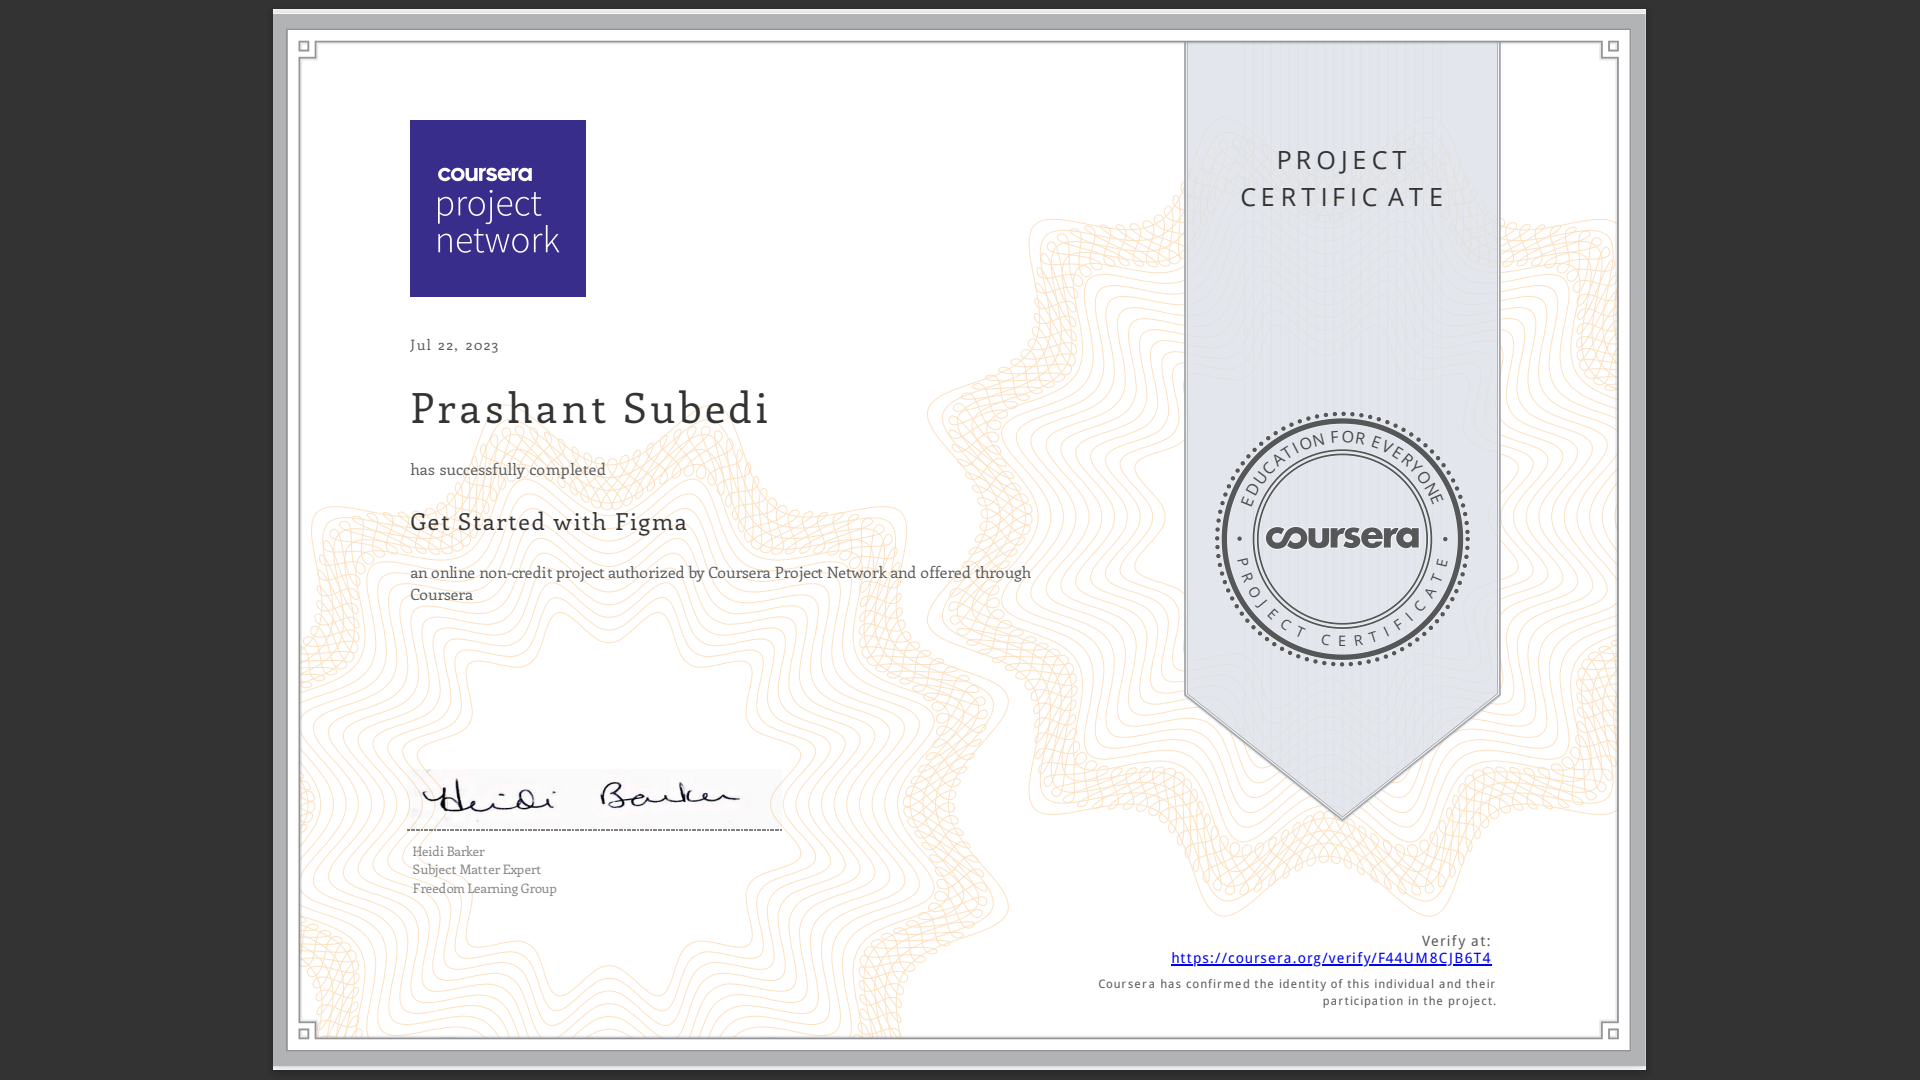 coursera
project
network
PROJECT
CERTIFICATE
Jul 22, 2023
Prashant Subedi
has successfully completed
Get Started with Figma
an online non-credit project authorized by Coursera Project Network and offered through
Coursera
EDUCATION FOR EVERYONE
coursera
PROJECT CERTIFICATE
Heidi Barker
Heidi Barker
Subject Matter Expert
Freedom Learning Group
Verify at:
https://coursera.org/verify/F44UM8CJB6T4
Coursera has confirmed the identity of this individual and their
participation in the project.